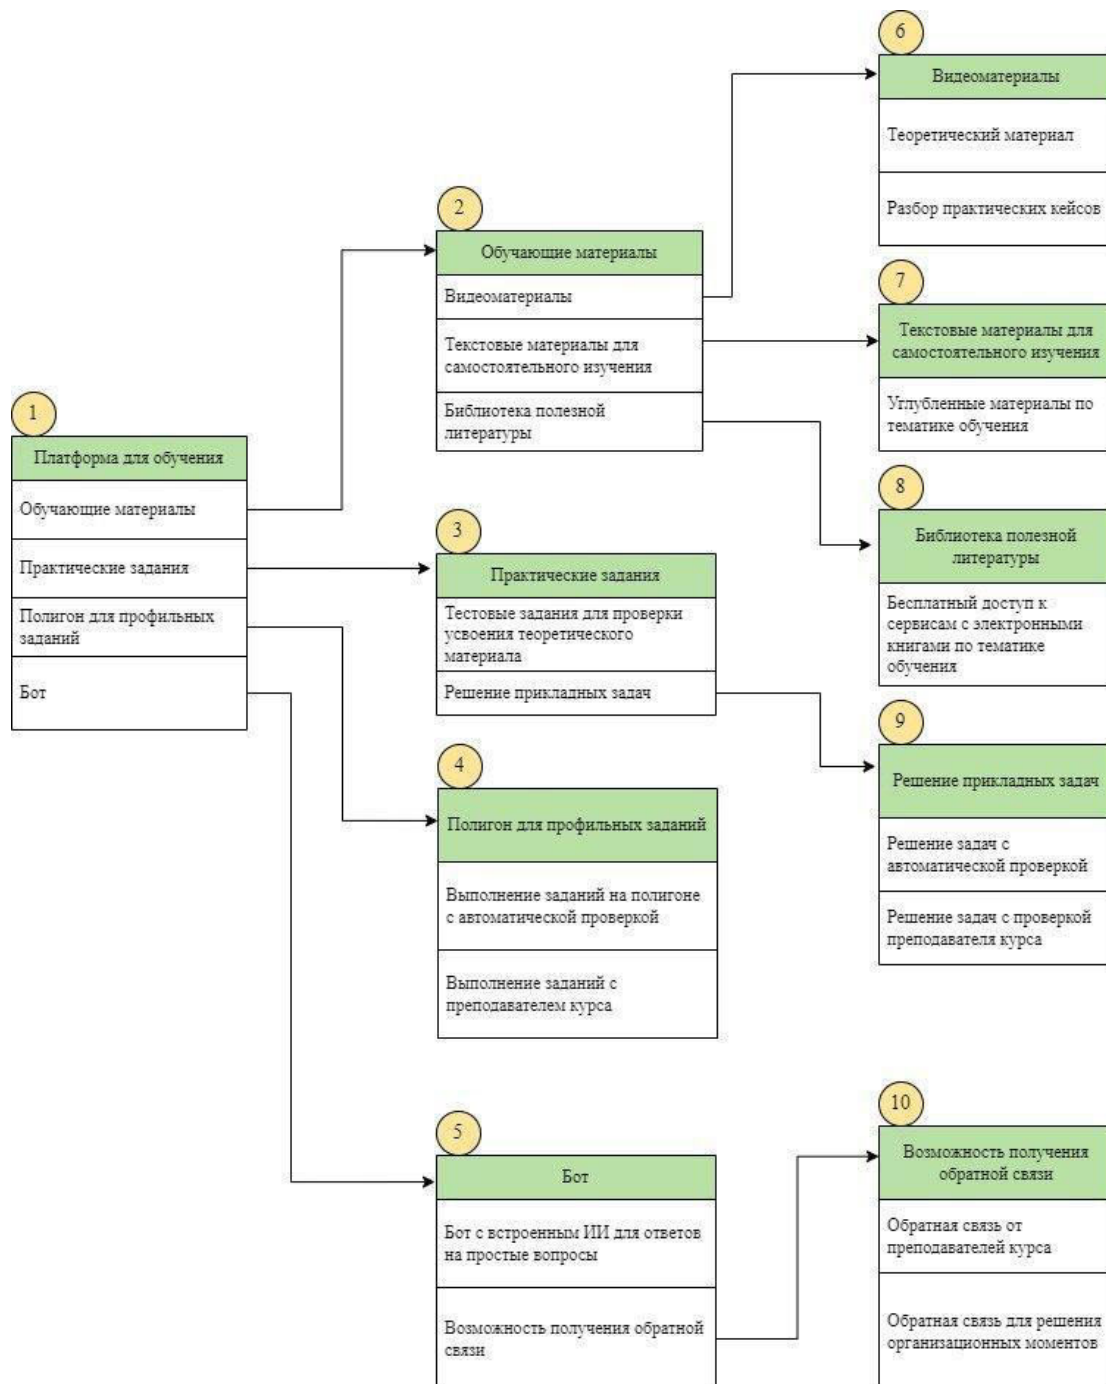 1
Платформа для обучения
Обучающие материалы
Практические задания
Полигон для профильных
заданий
Бот
2
Обучающие материалы
Видеоматериалы
Текстовые материалы для
самостоятельного изучения
Библиотека полезной
литературы
3
Практические задания
Тестовые задания для проверки
усвоения теоретического
материала
Решение прикладных задач
4
Полигон для профильных заданий
Выполнение заданий на полигоне
с автоматической проверкой
Выполнение заданий с
преподавателем курса
5
Бот
Бот с встроенным ИИ для ответов
на простые вопросы
Возможность получения обратной
связи
6
Видеоматериалы
Теоретический материал
Разбор практических кейсов
7
Текстовые материалы для
самостоятельного изучения
Углубленные материалы по
тематике обучения
8
Библиотека полезной
литературы
Бесплатный доступ к
сервисам с электронными
книгами по тематике
обучения
9
Решение прикладных задач
Решение задач с
автоматической проверкой
Решение задач с проверкой
преподавателя курса
10
Возможность получения
обратной связи
Обратная связь от
преподавателей курса
Обратная связь для решения
организационных моментов